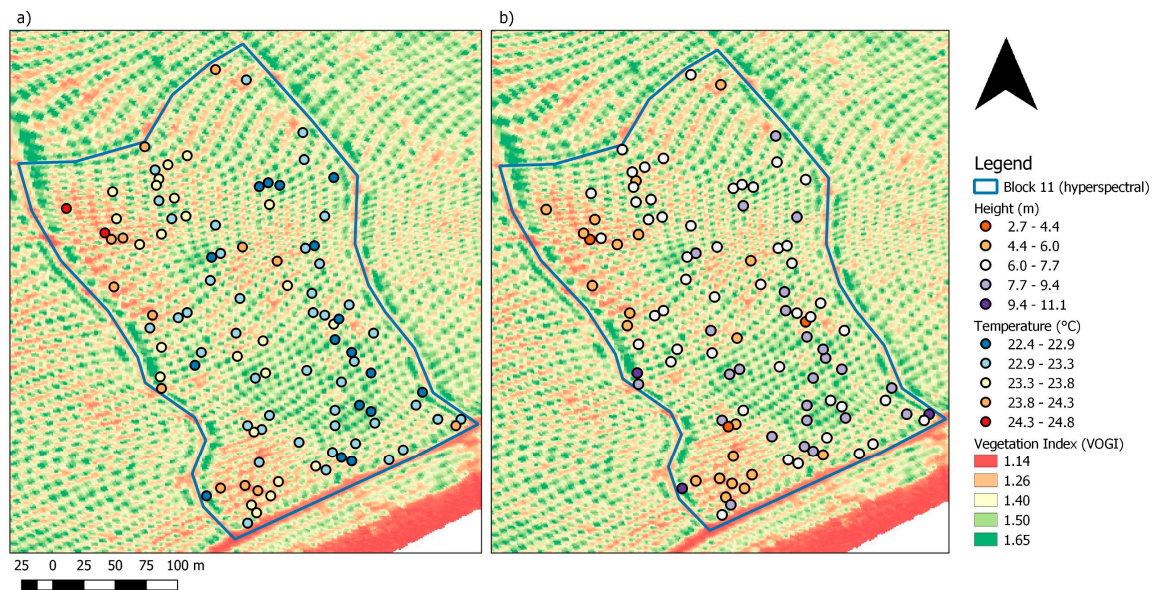 a)
b)
Legend
Block 11 (hyperspectral)
Height (m)
2.7 - 4.4
4.4 - 6.0
6.0 - 7.7
7.7 - 9.4
9.4 - 11.1
Temperature (°C)
22.4 - 22.9
22.9 - 23.3
23.3 - 23.8
23.8 - 24.3
24.3 - 24.8
Vegetation Index (VOGI)
1.14
1.26
1.40
1.50
1.65
25 0 25 50 75 100 m